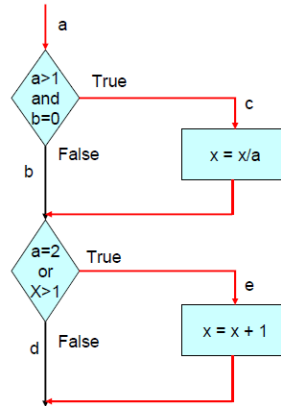 a
a>1
and
b=0
True
c
x = x/a
b
False
a=2
or
X>1
True
e
x = x + 1
d
False